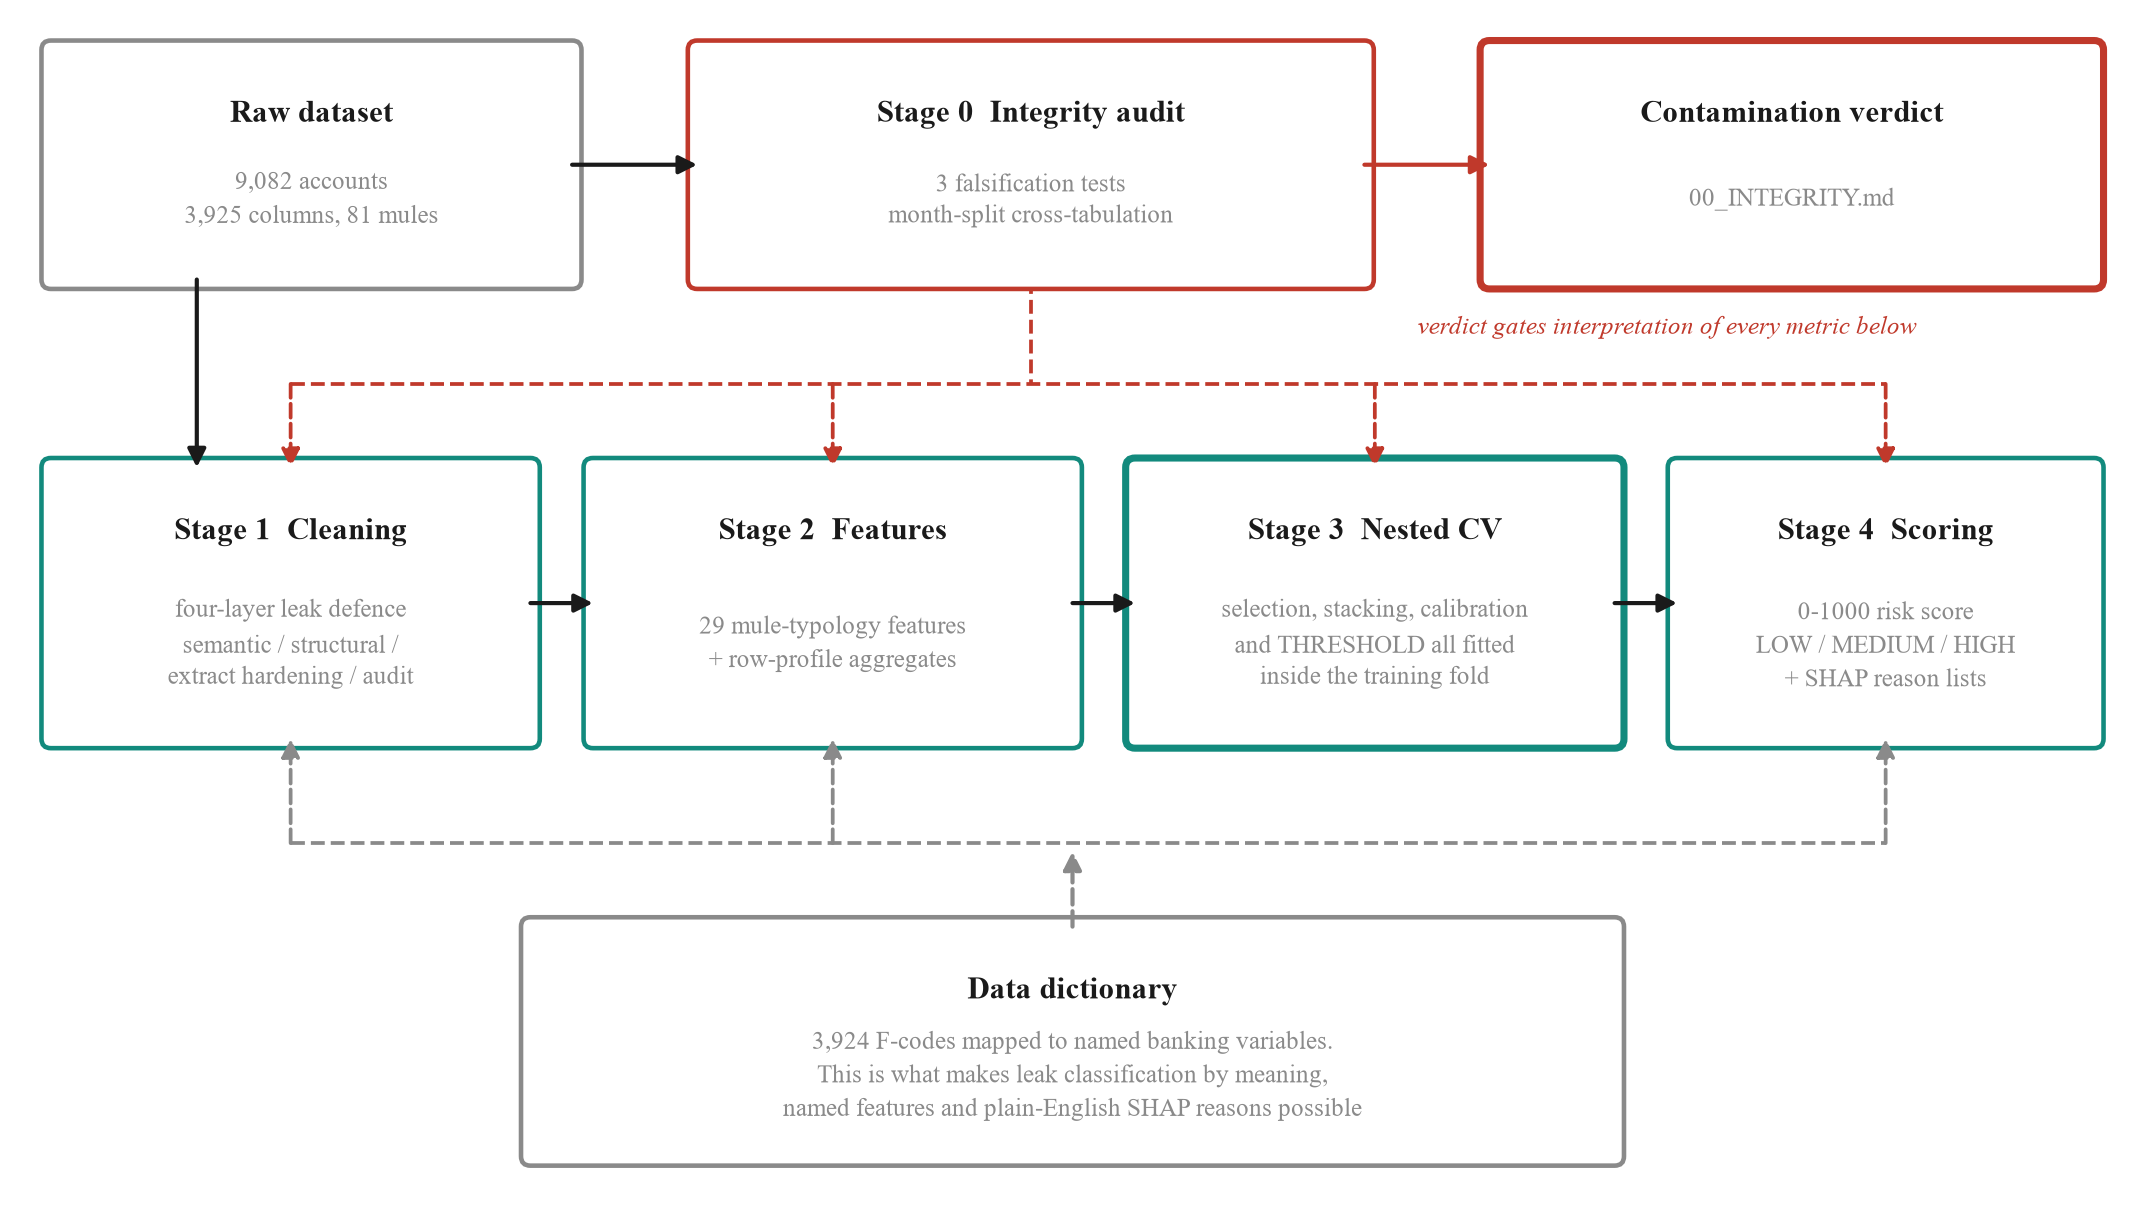 Raw dataset
9,082 accounts
3,925 columns, 81 mules
Stage 0  Integrity audit
3 falsification tests
month-split cross-tabulation
Contamination verdict
00_INTEGRITY.md
verdict gates interpretation of every metric below
Stage 1  Cleaning
four-layer leak defence
semantic / structural /
extract hardening / audit
Stage 2  Features
29 mule-typology features
+ row-profile aggregates
Stage 3  Nested CV
selection, stacking, calibration
and THRESHOLD all fitted
inside the training fold
Stage 4  Scoring
0-1000 risk score
LOW / MEDIUM / HIGH
+ SHAP reason lists
Data dictionary
3,924 F-codes mapped to named banking variables.
This is what makes leak classification by meaning,
named features and plain-English SHAP reasons possible